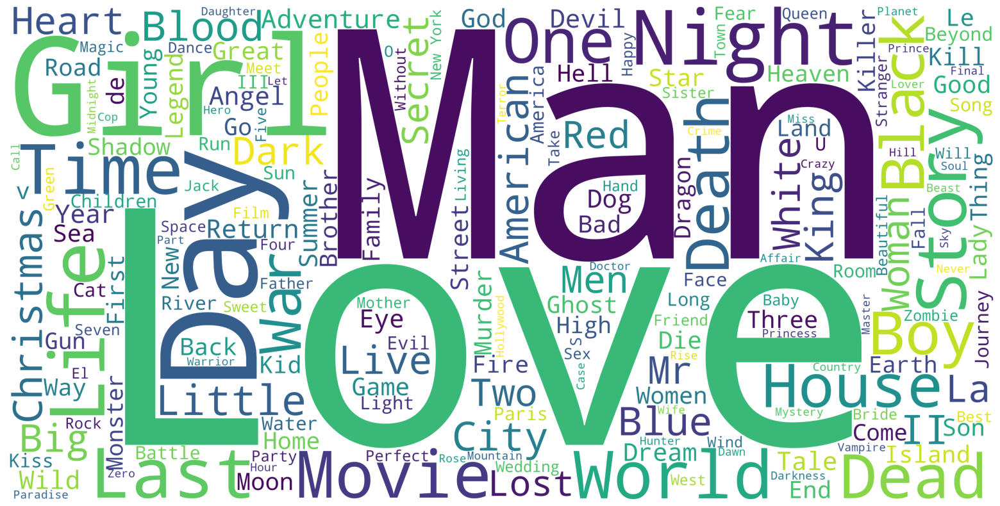 Heart
Blood
Adventure
Daughter
God
Devil
One
Night
Fear
Queen
Planet
Le
Girl
Magic
Dance
Great
Meet
III
Let
Angel
Hero
Go
Five
Road
de
Young
Legend
Midnight
Cop
People
O
Without
Secret
New York
Man
Hell
Happy
Star
Sister
Town
Heaven
Killer
Stranger
Black
Beyond
Prince
Kill
Final
Lover
Good
Song
Terror
American
America
Take
Red
Death
Crime
Miss
Land
U
Crazy
White
King
Hill
Will
Soul
Beast
Story
Thing
Call
Time
Shadow
Run
Dark
Sun
Green
Children
Jack
Day
Film
Year
Sea
Space
Return
Part
Four
Summer
Brother
Family
Living
Street
Dog
Hand
Bad
Dragon
Beautiful
Woman
Fall
Sky
Lady
Never
<
Christmas
Life
Cat
First
New
River
Father
War
Sweet
Love
Mother
Eye
Evil
Live
Game
Light
Murder
Hollywood
Doctor
Men
Ghost
High
S
Sex
Case
Face
Long
Friend
Die
Rise
Affair
Room
Baby
Three
Princess
Master
Zombie
Boy
Journey
Seven
Gun
El
Way
Back
Warrior
Kid
Little
Fire
Two
Paris
Mr
Women
Wife
Blue
Country
Earth
House
La
Mystery
Bride
Best
Come
II
Son
Big
Rock
Monster
Water
Home
City
Hunter
Wind
Dawn
Dream
Vampire
Tale
Island
Kiss
Wild
Paradise
Battle
Zero
Last
Party
Hour
Moon
Movie
Perfect
Rose
Mountain
Wedding
Lost
World
West
Darkness
End
Dead